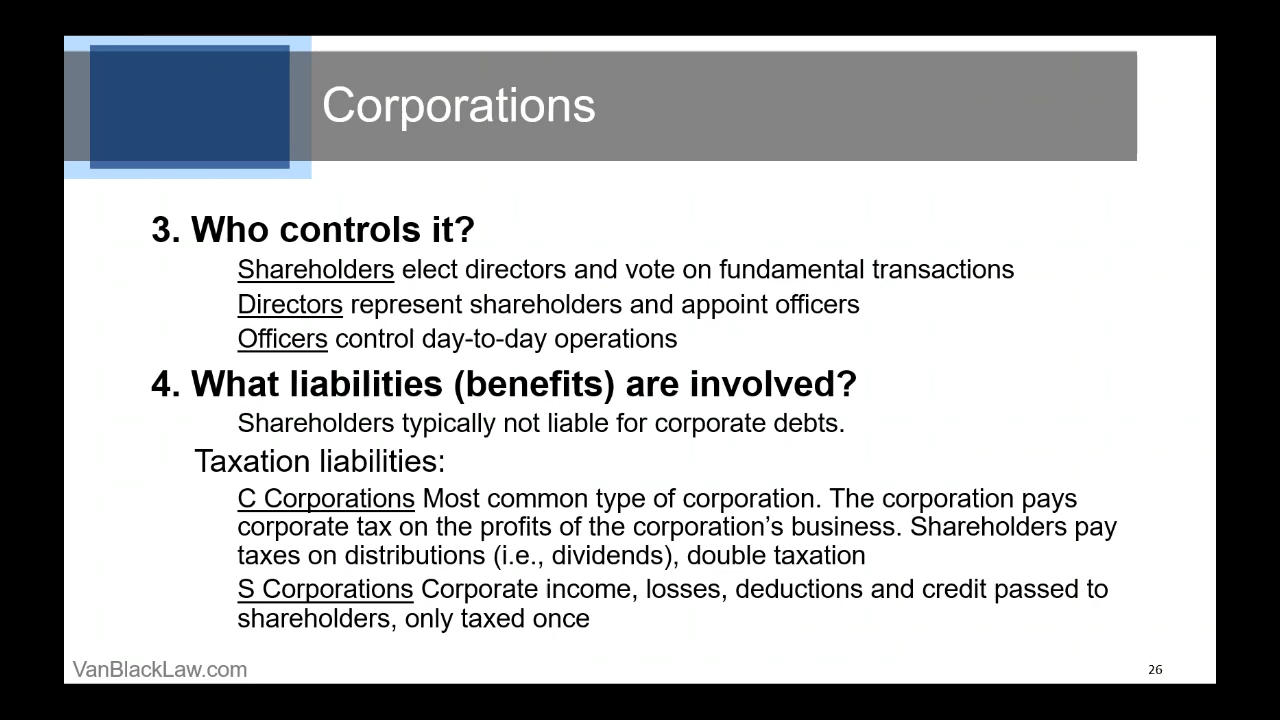 Corporations
3. Who controls it?
Shareholders elect directors and vote on fundamental transactions
Directors represent shareholders and appoint officers
Officers control day-to-day operations
4. What liabilities (benefits) are involved?
Shareholders typically not liable for corporate debts.
Taxation liabilities:
C Corporations Most common type of corporation. The corporation pays
corporate tax on the profits of the corporation’s business. Shareholders pay
taxes on distributions (i.e., dividends), double taxation
S Corporations Corporate income, losses, deductions and credit passed to
shareholders, only taxed once
VanBlackLaw.com
26